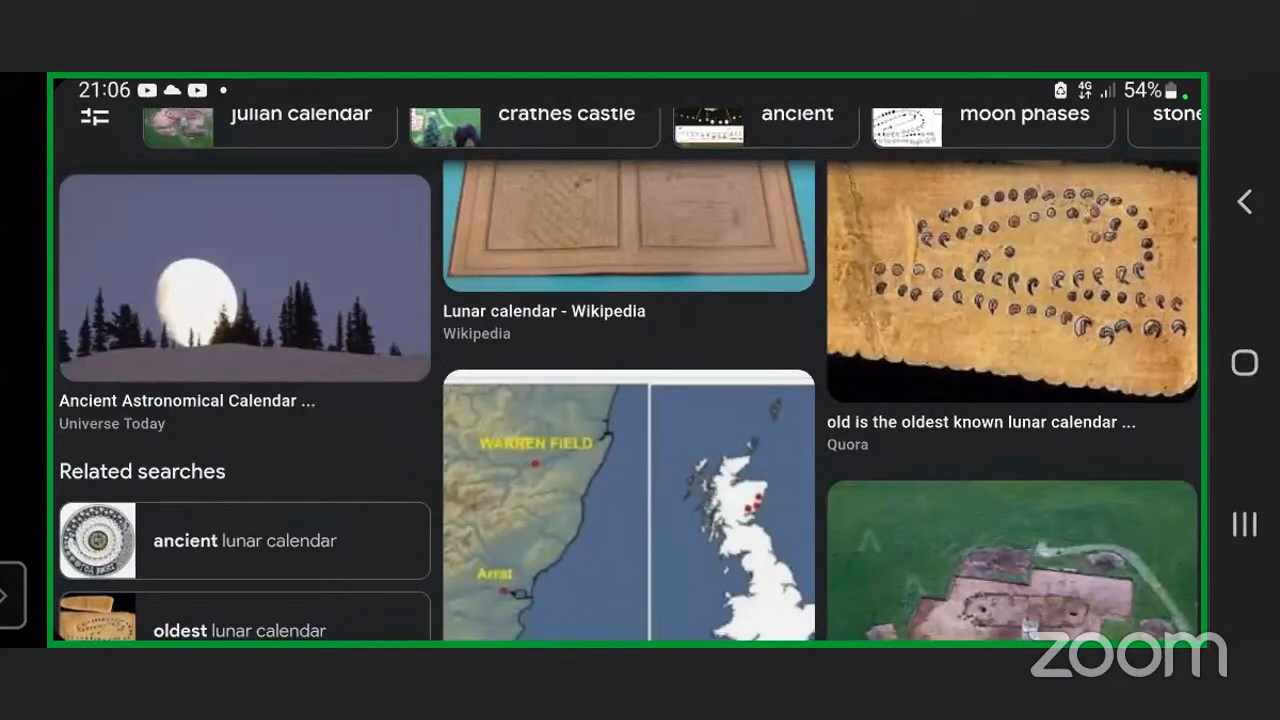 21:06
4G
54%
julian calendar
crathes castle
ancient
moon phases
stone
Ancient Astronomical Calendar ...
Universe Today
Related searches
ancient lunar calendar
oldest lunar calendar
Lunar calendar - Wikipedia
Wikipedia
WARREN FIELD
old is the oldest known lunar calendar ...
Quora
zoom